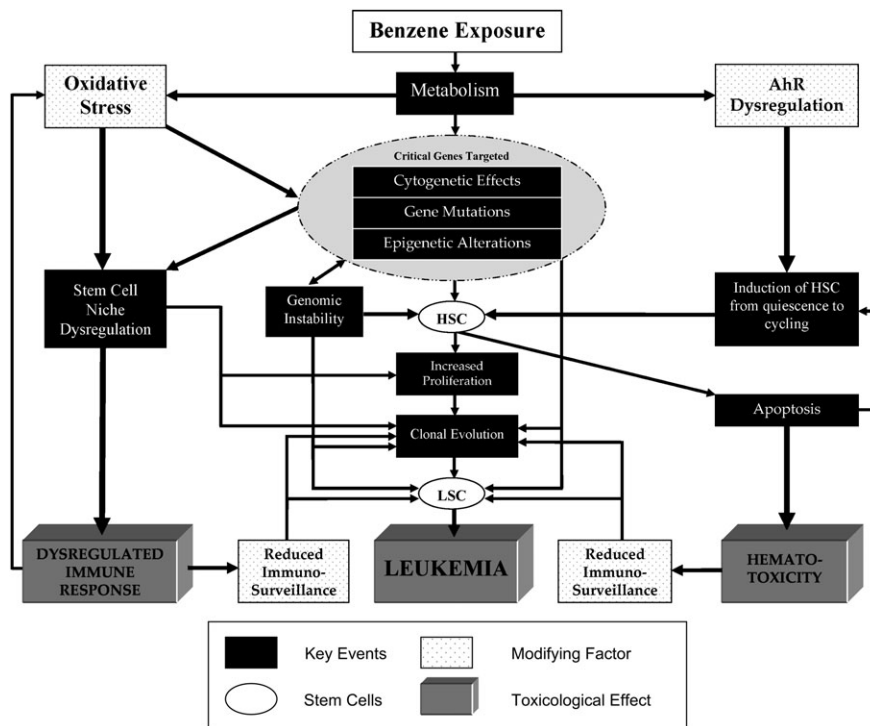 Benzene Exposure
Oxidative
Stress
Metabolism
AhR
Dysregulation
Critical Genes Targeted
Cytogenetic Effects
Gene Mutations
Epigenetic Alterations
Stem Cell
Niche
Dysregulation
Genomic
Instability
HSC
Induction of HSC
from quiescence to
cycling
Increased
Proliferation
Apoptosis
Clonal Evolution
LSC
DYSREGULATED
IMMUNE
RESPONSE
Reduced
Immuno-
Surveillance
LEUKEMIA
Reduced
Immuno-
Surveillance
HEMATO-
TOXICITY
Key Events
Modifying Factor
Stem Cells
Toxicological Effect